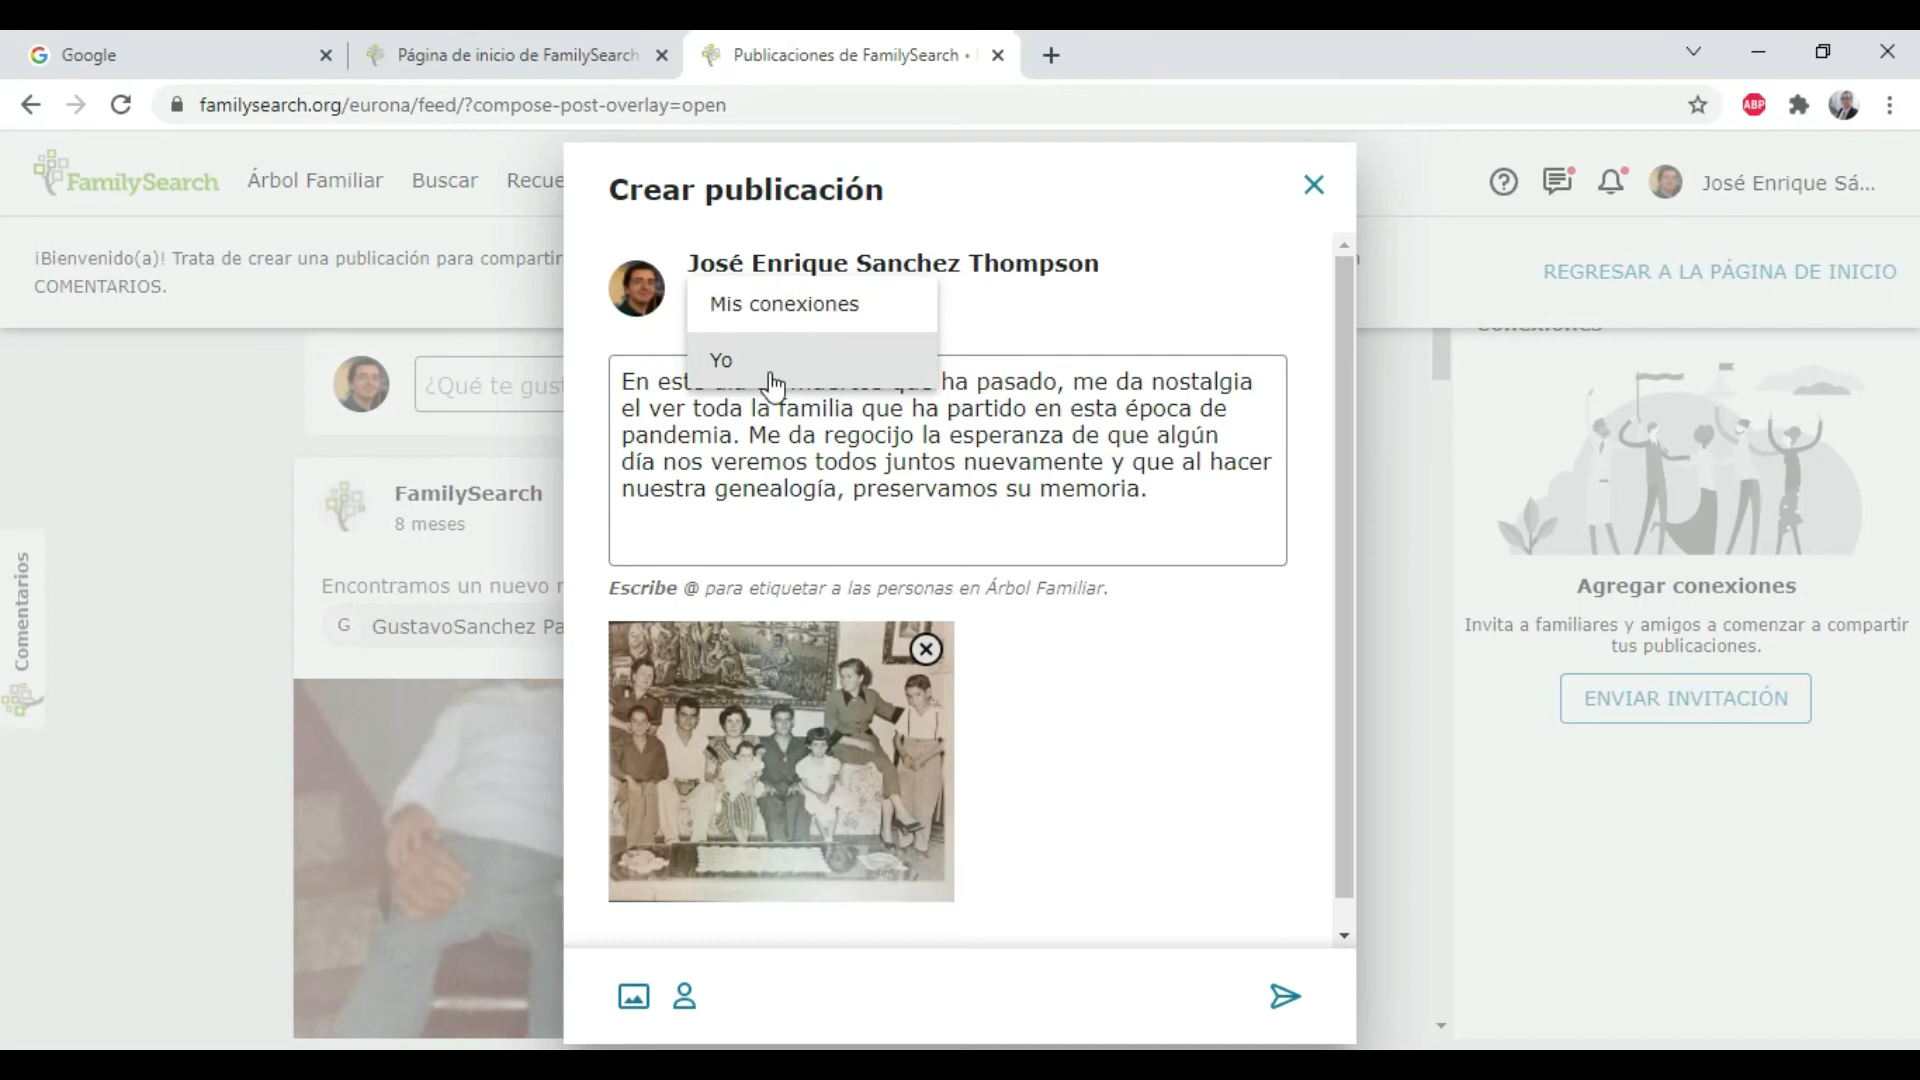 Google
Página de inicio de FamilySearch
Publicaciones de FamilySearch •
familysearch.org/eurona/feed/?compose-post-overlay=open
ABP
FamilySearch
Árbol Familiar
Buscar
Recue
José Enrique Sá...
¡Bienvenido(a)! Trata de crear una publicación para compartir
COMENTARIOS.
REGRESAR A LA PÁGINA DE INICIO
Crear publicación
José Enrique Sanchez Thompson
Mis conexiones
Yo
¿Qué te gust
En est ha pasado, me da nostalgia
el ver toda la familia que ha partido en esta época de
pandemia. Me da regocijo la esperanza de que algún
día nos veremos todos juntos nuevamente y que al hacer
nuestra genealogía, preservamos su memoria.
Escribe @ para etiquetar a las personas en Árbol Familiar.
FamilySearch
8 meses
Encontramos un nuevo r
G GustavoSanchez Pa
Comentarios
Agregar conexiones
Invita a familiares y amigos a comenzar a compartir
tus publicaciones.
ENVIAR INVITACIÓN